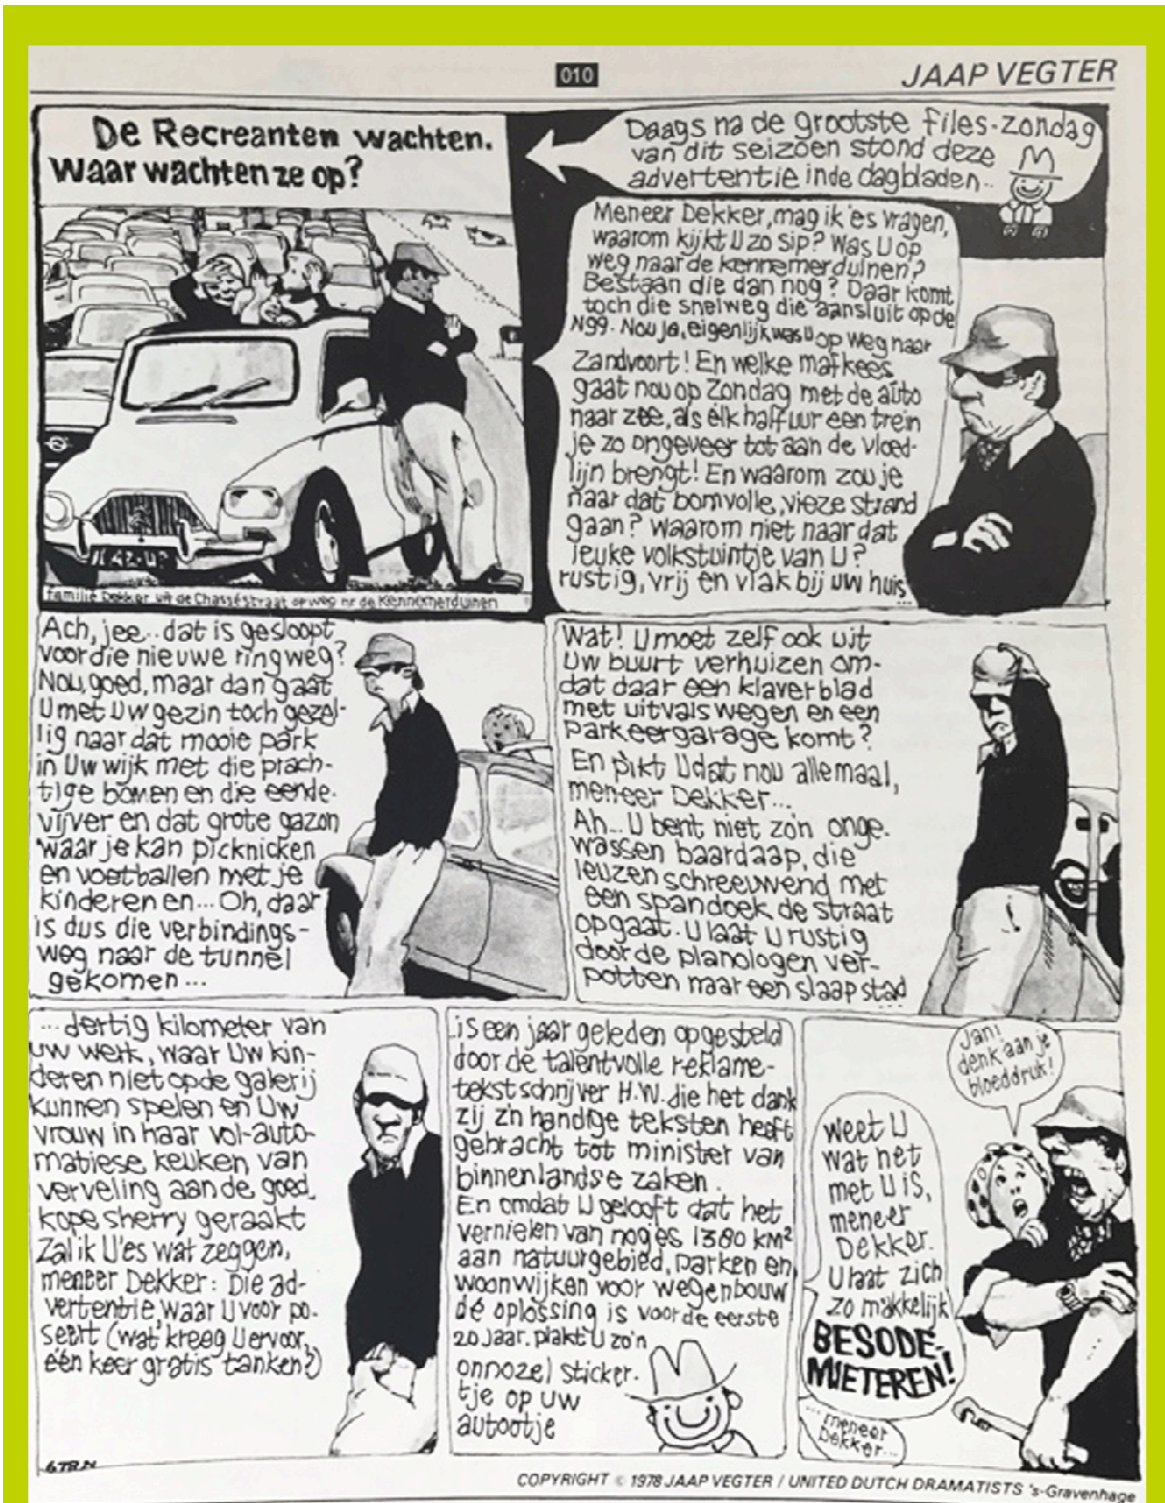 010
JAAP VEGTER
De Recreanten wachten.
Waar wachten ze op?
Daags na de grootste files-zondag
van dit seizoen stond deze
advertentie in de dagbladen..
Meneer Dekker, mag ik 'es vragen,
waarom kijkt U zo sip? Was U op
weg naar de kennemerduinen?
Bestaan die dan nog? Daar komt
toch die snelweg die aansluit op de
N99. Nou ja, eigenlijk was U op weg naar
Zandvoort! En welke mafkees
gaat nou op Zondag met de auto
naar zee, als élk half uur een trein
je zo ongeveer tot aan de vloed-
lijn brengt! En waarom zou je
naar dat bomvolle, vieze strand
gaan? Waarom niet naar dat
leuke volkstuintje van U?
rustig, vrij en vlak bij uw huis
...
familie Dekker uit de Chasséstraat op weg nr de Kennemerduinen
Ach, jee... dat is gesloopt
voor die nieuwe ringweg?
Nou, goed, maar dan gaat
U met Uw gezin toch gezel-
lig naar dat mooie park
in Uw wijk met die prach-
tige bomen en die eende-
vijver en dat grote gazon
waar je kan picknicken
en voetballen met je
kinderen en... Oh, daar
is dus die verbindings-
weg naar de tunnel
gekomen...
Wat! U moet zelf ook uit
Uw buurt verhuizen om-
dat daar een klaverblad
met uitvalswegen en een
parkeergarage komt?
En pikt U dat nou allemaal,
meneer Dekker...
Ah... U bent niet zo'n onge-
wassen baardaap, die
leuzen schreeuwend met
een spandoek de straat
op gaat. U laat U rustig
door de planologen ver-
potten naar een slaapstad
...
... dertig kilometer van
uw werk, waar Uw kin-
deren niet op de galerij
kunnen spelen en Uw
vrouw in haar vol-auto-
matiese keuken van
verveling aan de goed-
kope sherry geraakt
Zal ik U 'es wat zeggen,
meneer Dekker: Die ad-
vertentie, waar U voor po-
seert (wat kreeg U ervoor,
één keer gratis tanken?)
..is een jaar geleden opgesteld
door de talentvolle reklame-
tekstschrijver H.W. die het dank
zij z'n handige teksten heeft
gebracht tot minister van
binnenlandse zaken.
En omdat U gelooft dat het
vernielen van nog es 1380 km²
aan natuurgebied, parken en
woonwijken voor wegenbouw
dé oplossing is voor de eerste
20 Jaar. plakt U zo'n
onnozel sticker-
tje op uw
autootje
Jan!
denk aan je
bloeddruk!
weet U
wat het
met U is,
meneer
Dekker.
U laat zich
zo makkelijk
BESODE-
MIETEREN!
... meneer
Dekker...
COPYRIGHT © 1978 JAAP VEGTER / UNITED DUTCH DRAMATISTS 's-Gravenhage